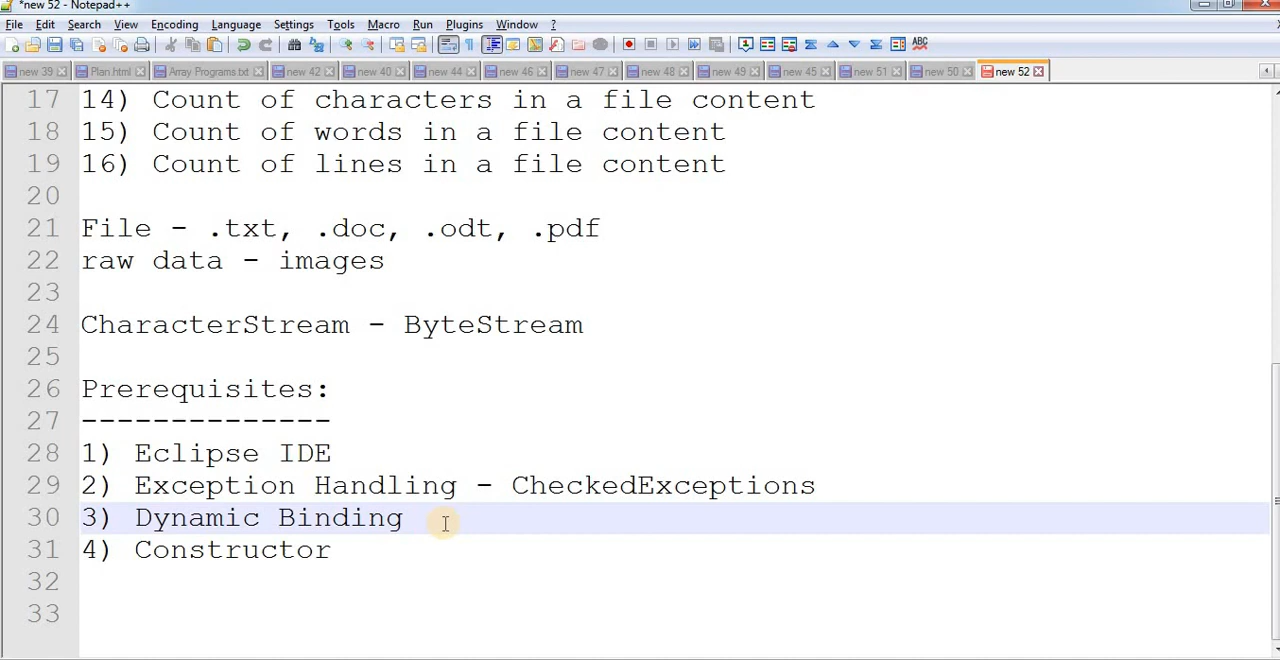 *new 52 - Notepad++
File Edit Search View Encoding Language Settings Tools Macro Run Plugins Window ?
new 39 Plan.html Array Programs.txt new 42 new 40 new 44 new 46 new 47 new 48 new 49 new 45 new 51 new 50 new 52
17 14) Count of characters in a file content
18 15) Count of words in a file content
19 16) Count of lines in a file content
20
21 File - .txt, .doc, .odt, .pdf
22 raw data - images
23
24 CharacterStream - ByteStream
25
26 Prerequisites:
27 --------------
28 1) Eclipse IDE
29 2) Exception Handling - CheckedExceptions
30 3) Dynamic Binding
31 4) Constructor
32
33